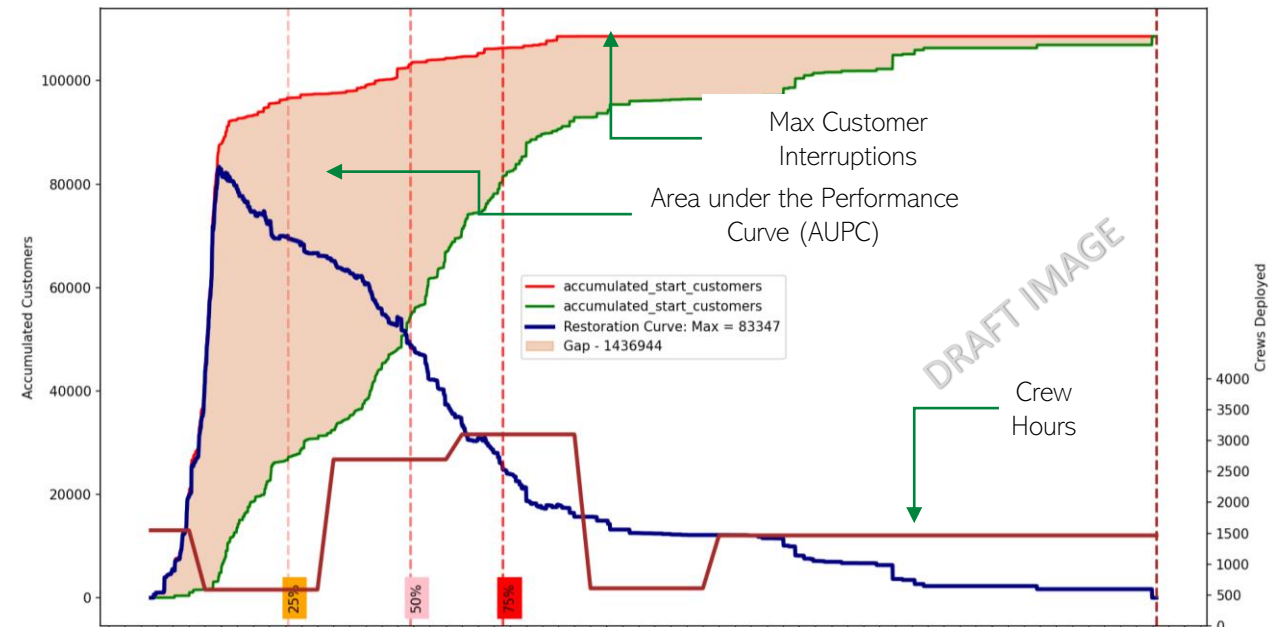 100000
80000
60000
40000
20000
0
Accumulated Customers
Max Customer
Interruptions
Area under the Performance
Curve (AUPC)
accumulated_start_customers
accumulated_start_customers
Restoration Curve: Max = 83347
Gap - 1436944
DRAFT IMAGE
Crew
Hours
25%
50%
75%
4000
3500
3000
2500
2000
1500
1000
500
0
Crews Deployed